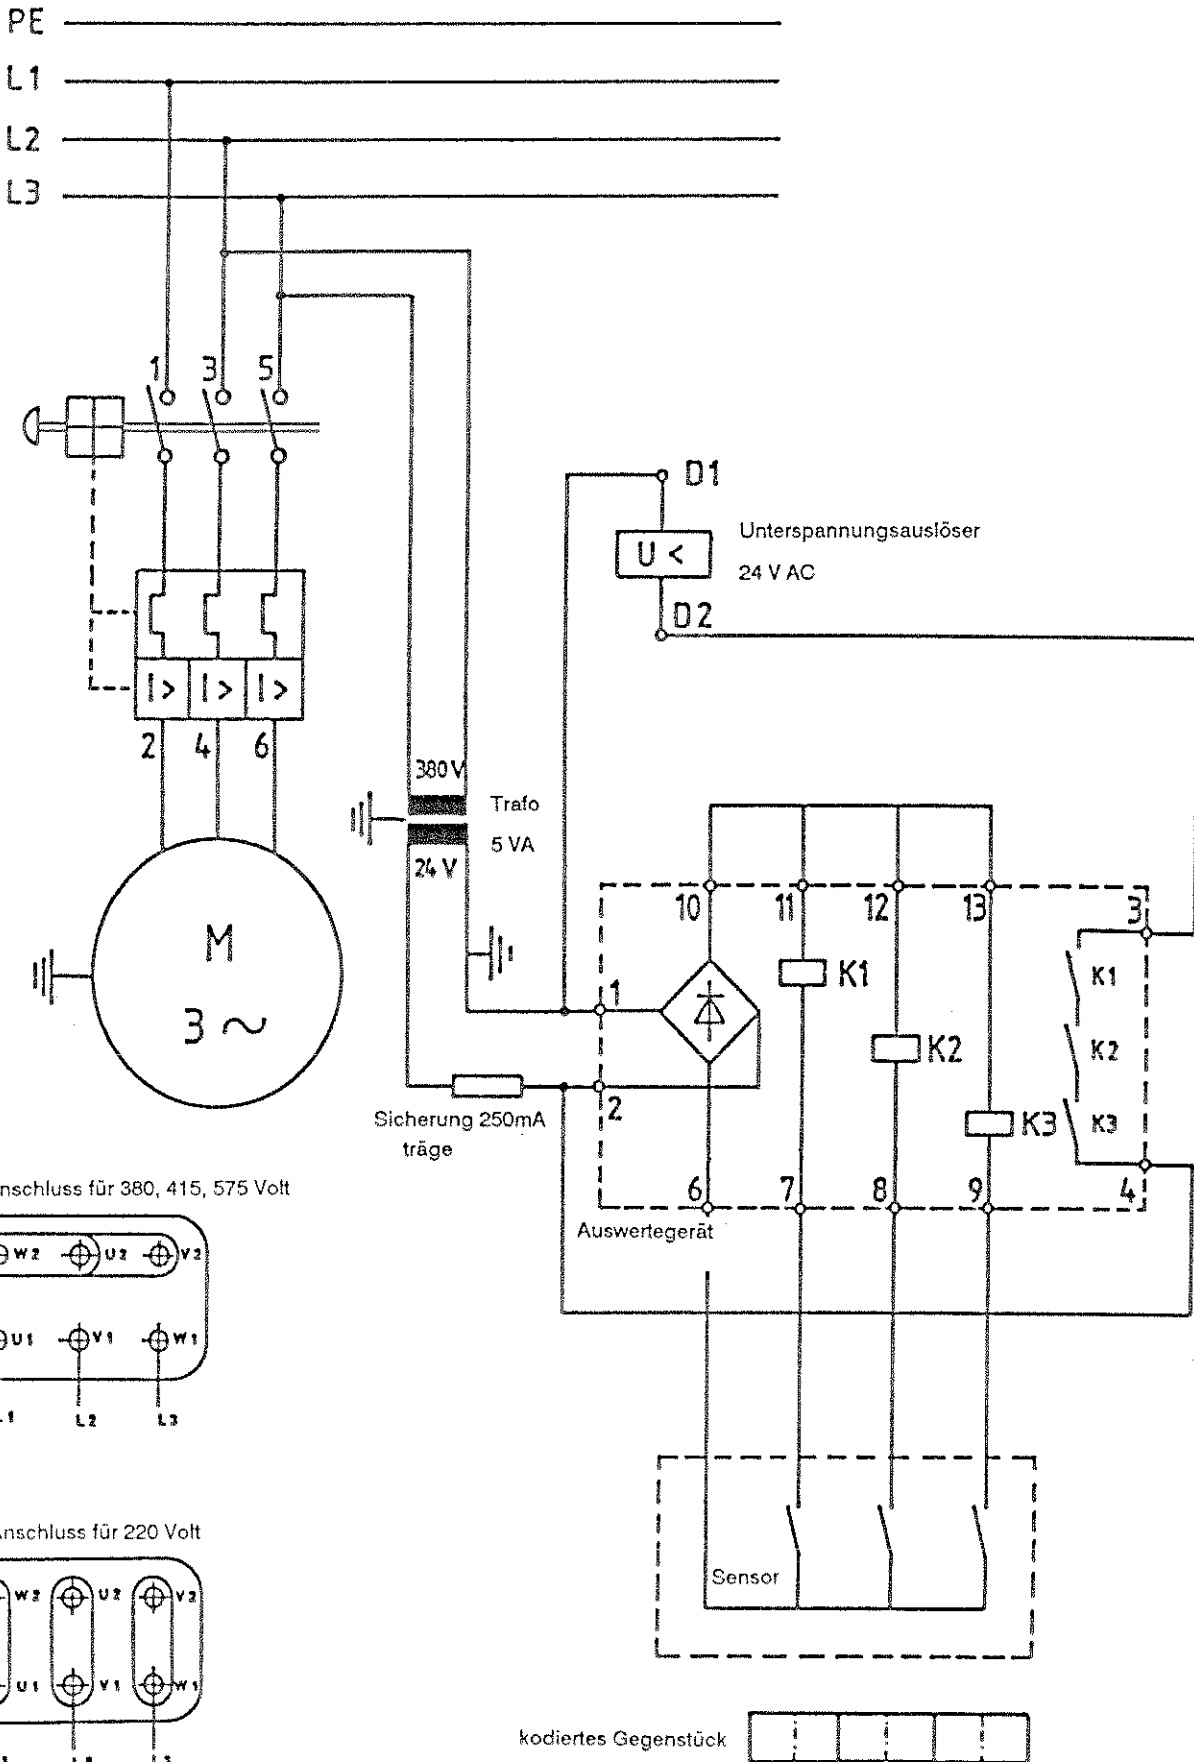 PE
L1
L2
L3
1 3 5
D1
U <
Unterspannungsauslöser
24 V AC
D2
I> I> I>
2 4 6
380 V
Trafo
5 VA
24 V
10 11 12 13 3
M
3 ~
1
K1
K1
K2
K2
2
K3
K3
Sicherung 250mA
träge
6 7 8 9 4
Auswertegerät
nschluss für 380, 415, 575 Volt
W2 U2 V2
U1 V1 W1
L1 L2 L3
Anschluss für 220 Volt
W2 U2 V2
U1 V1 W1
Sensor
kodiertes Gegenstück